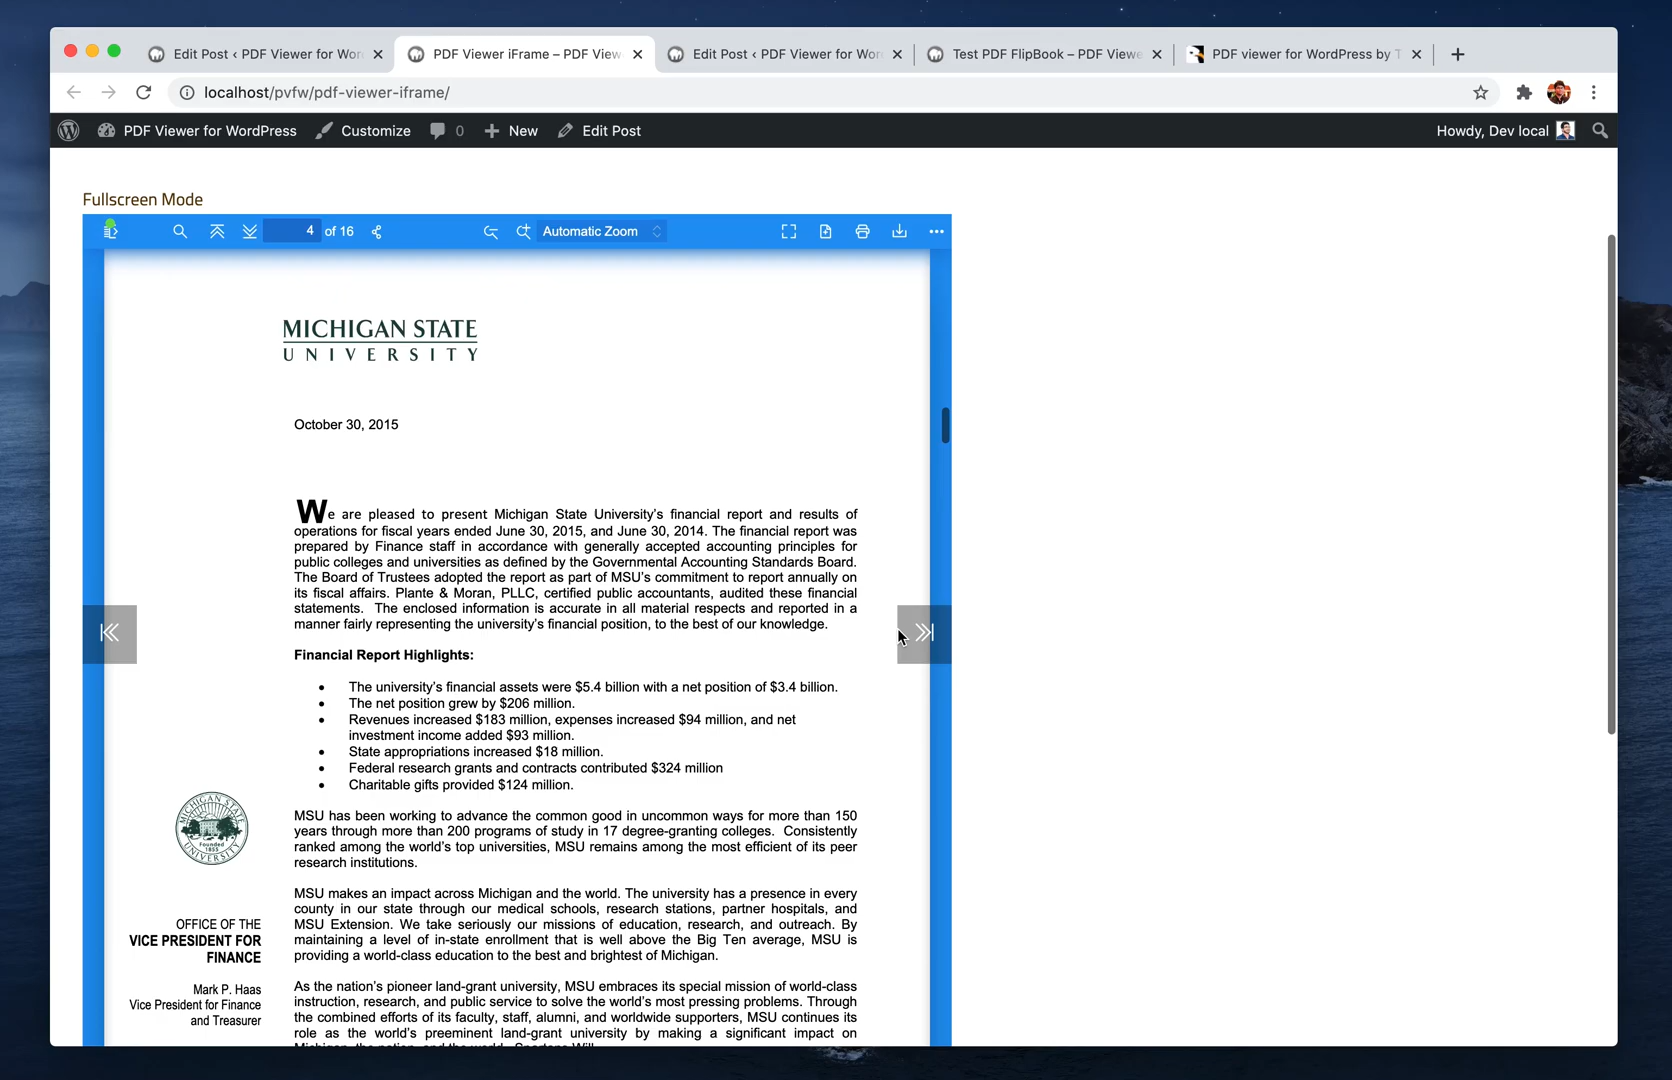 Edit Post ‹ PDF Viewer for Wor
PDF Viewer iFrame – PDF View
Edit Post ‹ PDF Viewer for Wor
Test PDF FlipBook – PDF Viewe
PDF viewer for WordPress by T
localhost/pvfw/pdf-viewer-iframe/
PDF Viewer for WordPress
Customize
0
New
Edit Post
Howdy, Dev local
Fullscreen Mode
4 of 16
Automatic Zoom
MICHIGAN STATE
UNIVERSITY
October 30, 2015
We are pleased to present Michigan State University's financial report and results of
operations for fiscal years ended June 30, 2015, and June 30, 2014. The financial report was
prepared by Finance staff in accordance with generally accepted accounting principles for
public colleges and universities as defined by the Governmental Accounting Standards Board.
The Board of Trustees adopted the report as part of MSU's commitment to report annually on
its fiscal affairs. Plante & Moran, PLLC, certified public accountants, audited these financial
statements. The enclosed information is accurate in all material respects and reported in a
manner fairly representing the university's financial position, to the best of our knowledge.
Financial Report Highlights:
• The university's financial assets were $5.4 billion with a net position of $3.4 billion.
• The net position grew by $206 million.
• Revenues increased $183 million, expenses increased $94 million, and net
investment income added $93 million.
• State appropriations increased $18 million.
• Federal research grants and contracts contributed $324 million
• Charitable gifts provided $124 million.
MICHIGAN STATE
Founded
1855
UNIVERSITY
MSU has been working to advance the common good in uncommon ways for more than 150
years through more than 200 programs of study in 17 degree-granting colleges. Consistently
ranked among the world's top universities, MSU remains among the most efficient of its peer
research institutions.
MSU makes an impact across Michigan and the world. The university has a presence in every
county in our state through our medical schools, research stations, partner hospitals, and
MSU Extension. We take seriously our missions of education, research, and outreach. By
maintaining a level of in-state enrollment that is well above the Big Ten average, MSU is
providing a world-class education to the best and brightest of Michigan.
OFFICE OF THE
VICE PRESIDENT FOR
FINANCE
Mark P. Haas
Vice President for Finance
and Treasurer
As the nation's pioneer land-grant university, MSU embraces its special mission of world-class
instruction, research, and public service to solve the world's most pressing problems. Through
the combined efforts of its faculty, staff, alumni, and worldwide supporters, MSU continues its
role as the world's preeminent land-grant university by making a significant impact on
Michigan, the nation, and the world. Spartans Will.